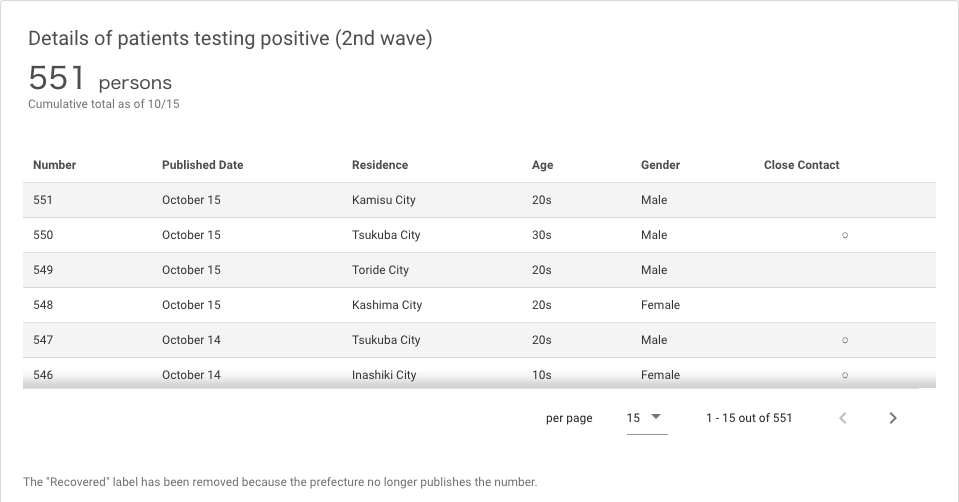 Details of patients testing positive (2nd wave)
551 persons
Cumulative total as of 10/15
Number Published Date Residence Age Gender Close Contact
551 October 15 Kamisu City 20s Male
550 October 15 Tsukuba City 30s Male ○
549 October 15 Toride City 20s Male
548 October 15 Kashima City 20s Female
547 October 14 Tsukuba City 20s Male ○
546 October 14 Inashiki City 10s Female ○
per page 15 1 - 15 out of 551
The "Recovered" label has been removed because the prefecture no longer publishes the number.